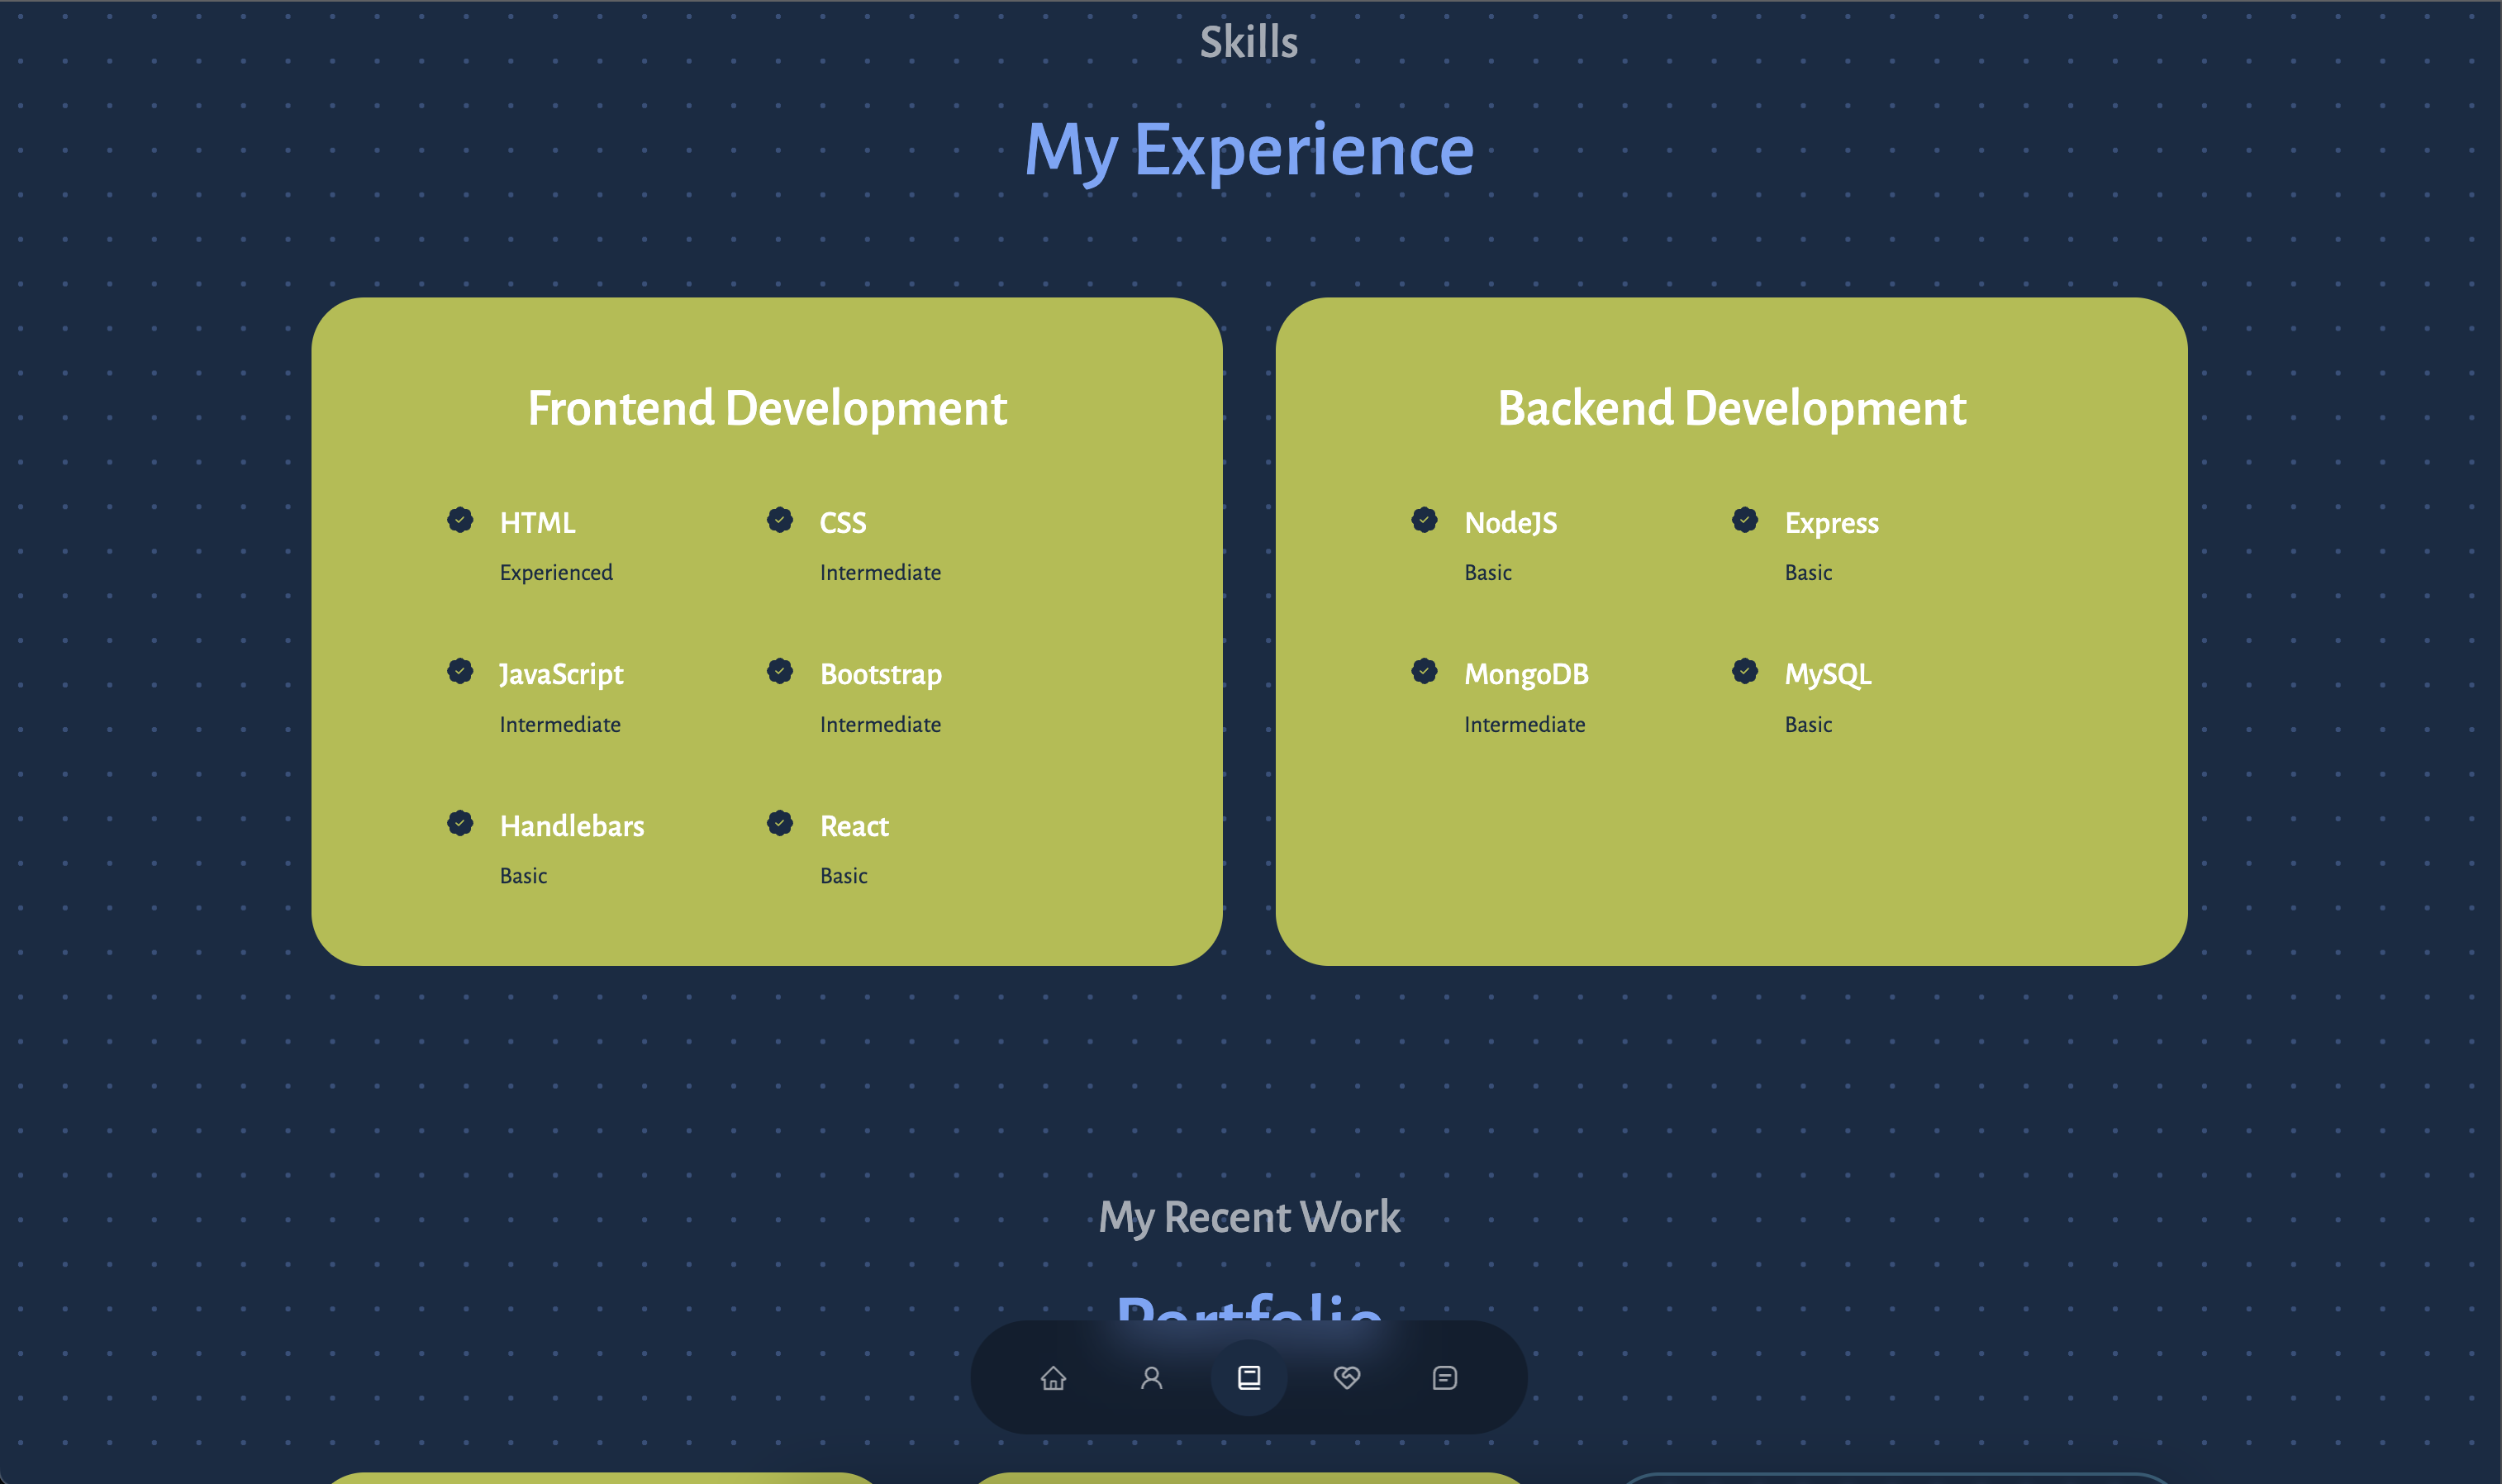 Skills
My Experience
Frontend Development
HTML
Experienced
CSS
Intermediate
JavaScript
Intermediate
Bootstrap
Intermediate
Handlebars
Basic
React
Basic
Backend Development
NodeJS
Basic
Express
Basic
MongoDB
Intermediate
MySQL
Basic
My Recent Work
Portfolio